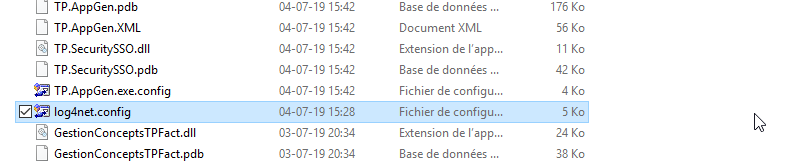 TP.AppGen.pdb 04-07-19 15:42 Base de données ... 176 Ko
TP.AppGen.XML 04-07-19 15:42 Document XML 56 Ko
TP.SecuritySSO.dll 04-07-19 15:42 Extension de l'app... 11 Ko
TP.SecuritySSO.pdb 04-07-19 15:42 Base de données ... 42 Ko
TP.AppGen.exe.config 04-07-19 15:42 Fichier de configu... 4 Ko
log4net.config 04-07-19 15:28 Fichier de configu... 5 Ko
GestionConceptsTPFact.dll 03-07-19 20:34 Extension de l'app... 24 Ko
GestionConceptsTPFact.pdb 03-07-19 20:34 Base de données ... 38 Ko